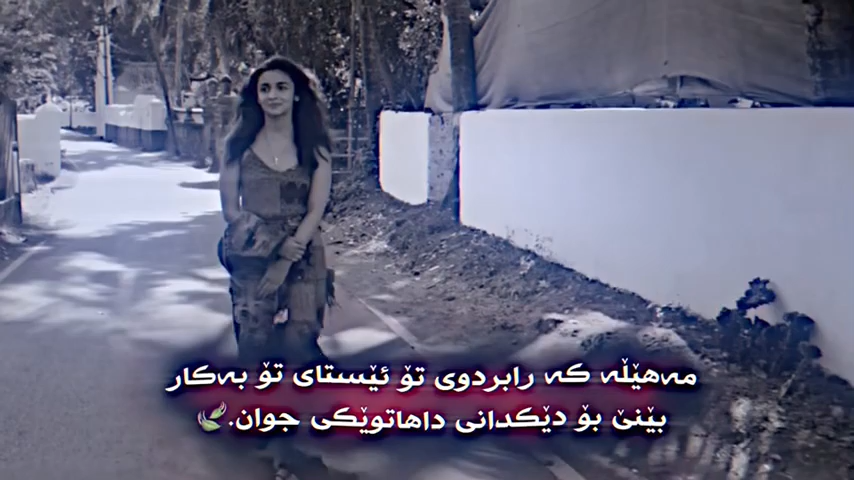 مەهێڵە کە رابردوی تۆ ئێستای تۆ بەکار
بێنێ بۆ دێکدانی داهاتوێکی جوان.